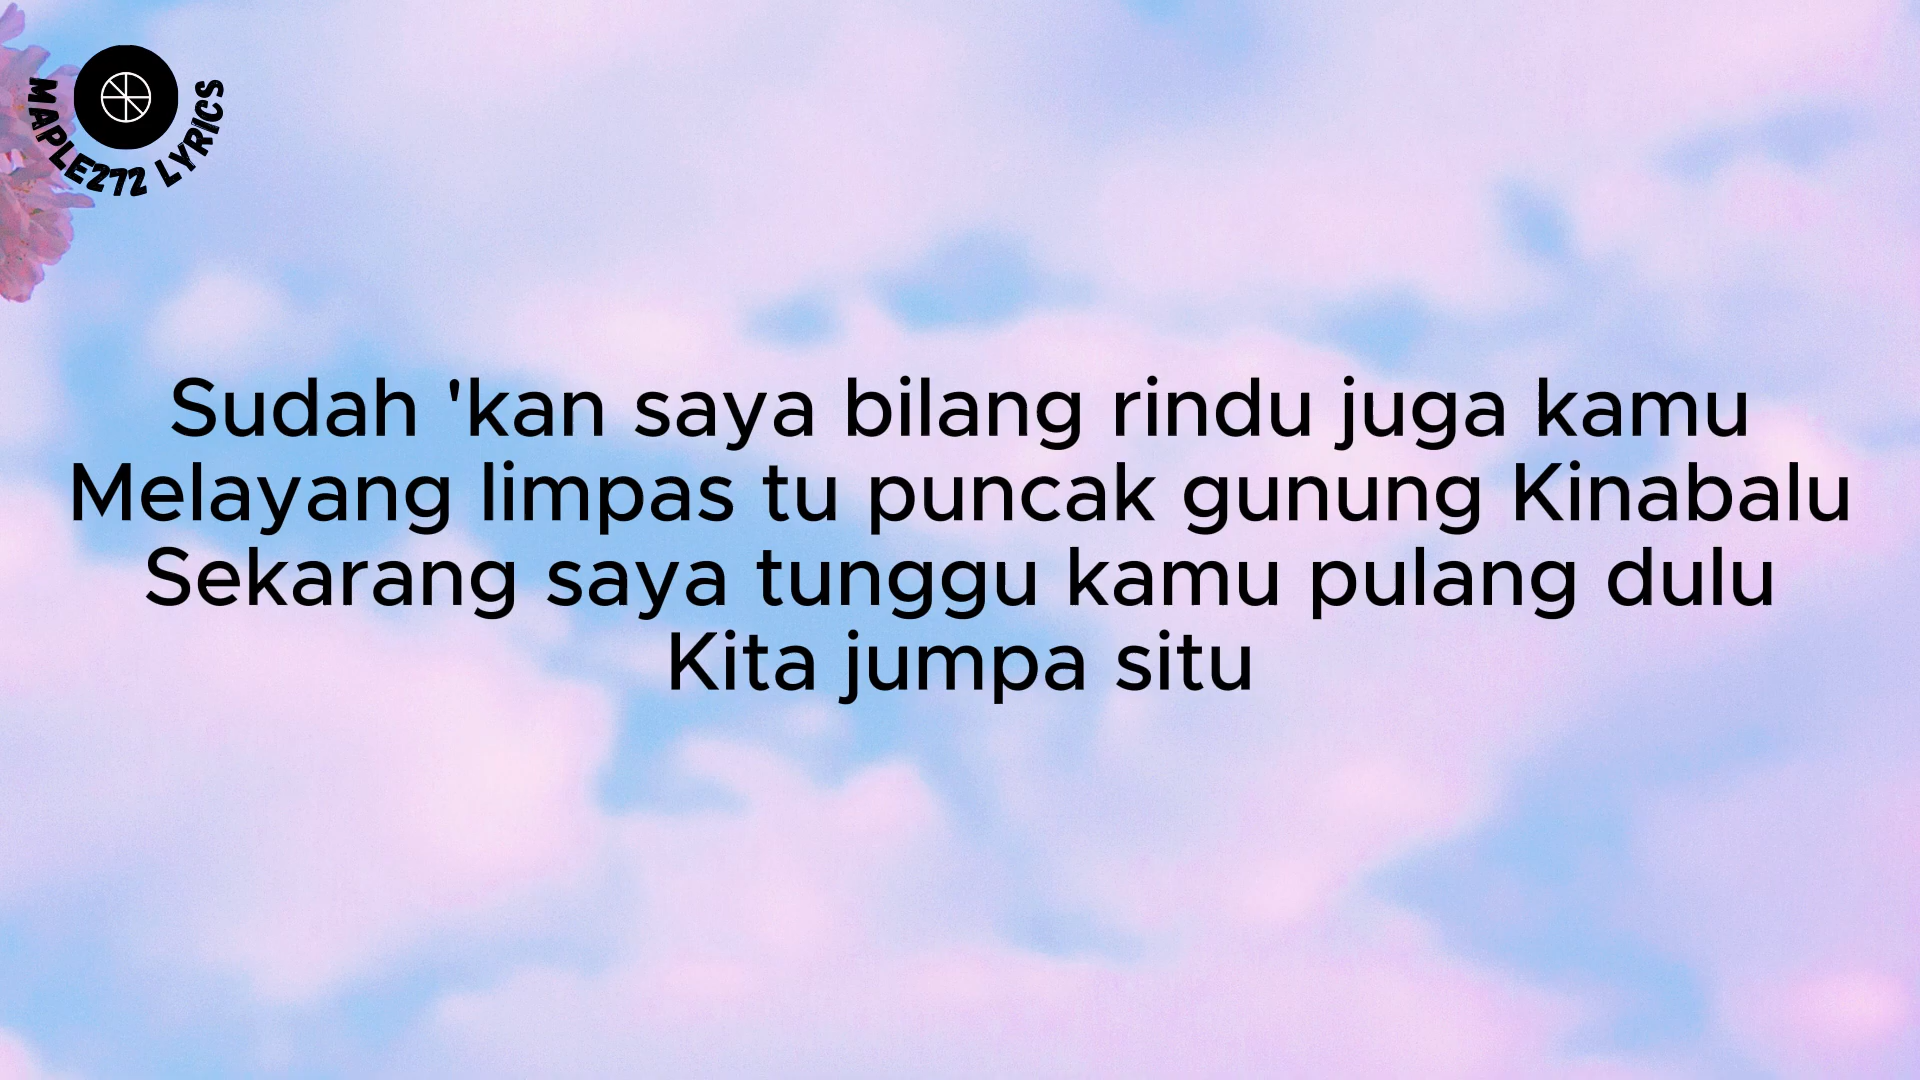 MAPLE272 LYRICS
Sudah 'kan saya bilang rindu juga kamu
Melayang limpas tu puncak gunung Kinabalu
Sekarang saya tunggu kamu pulang dulu
Kita jumpa situ